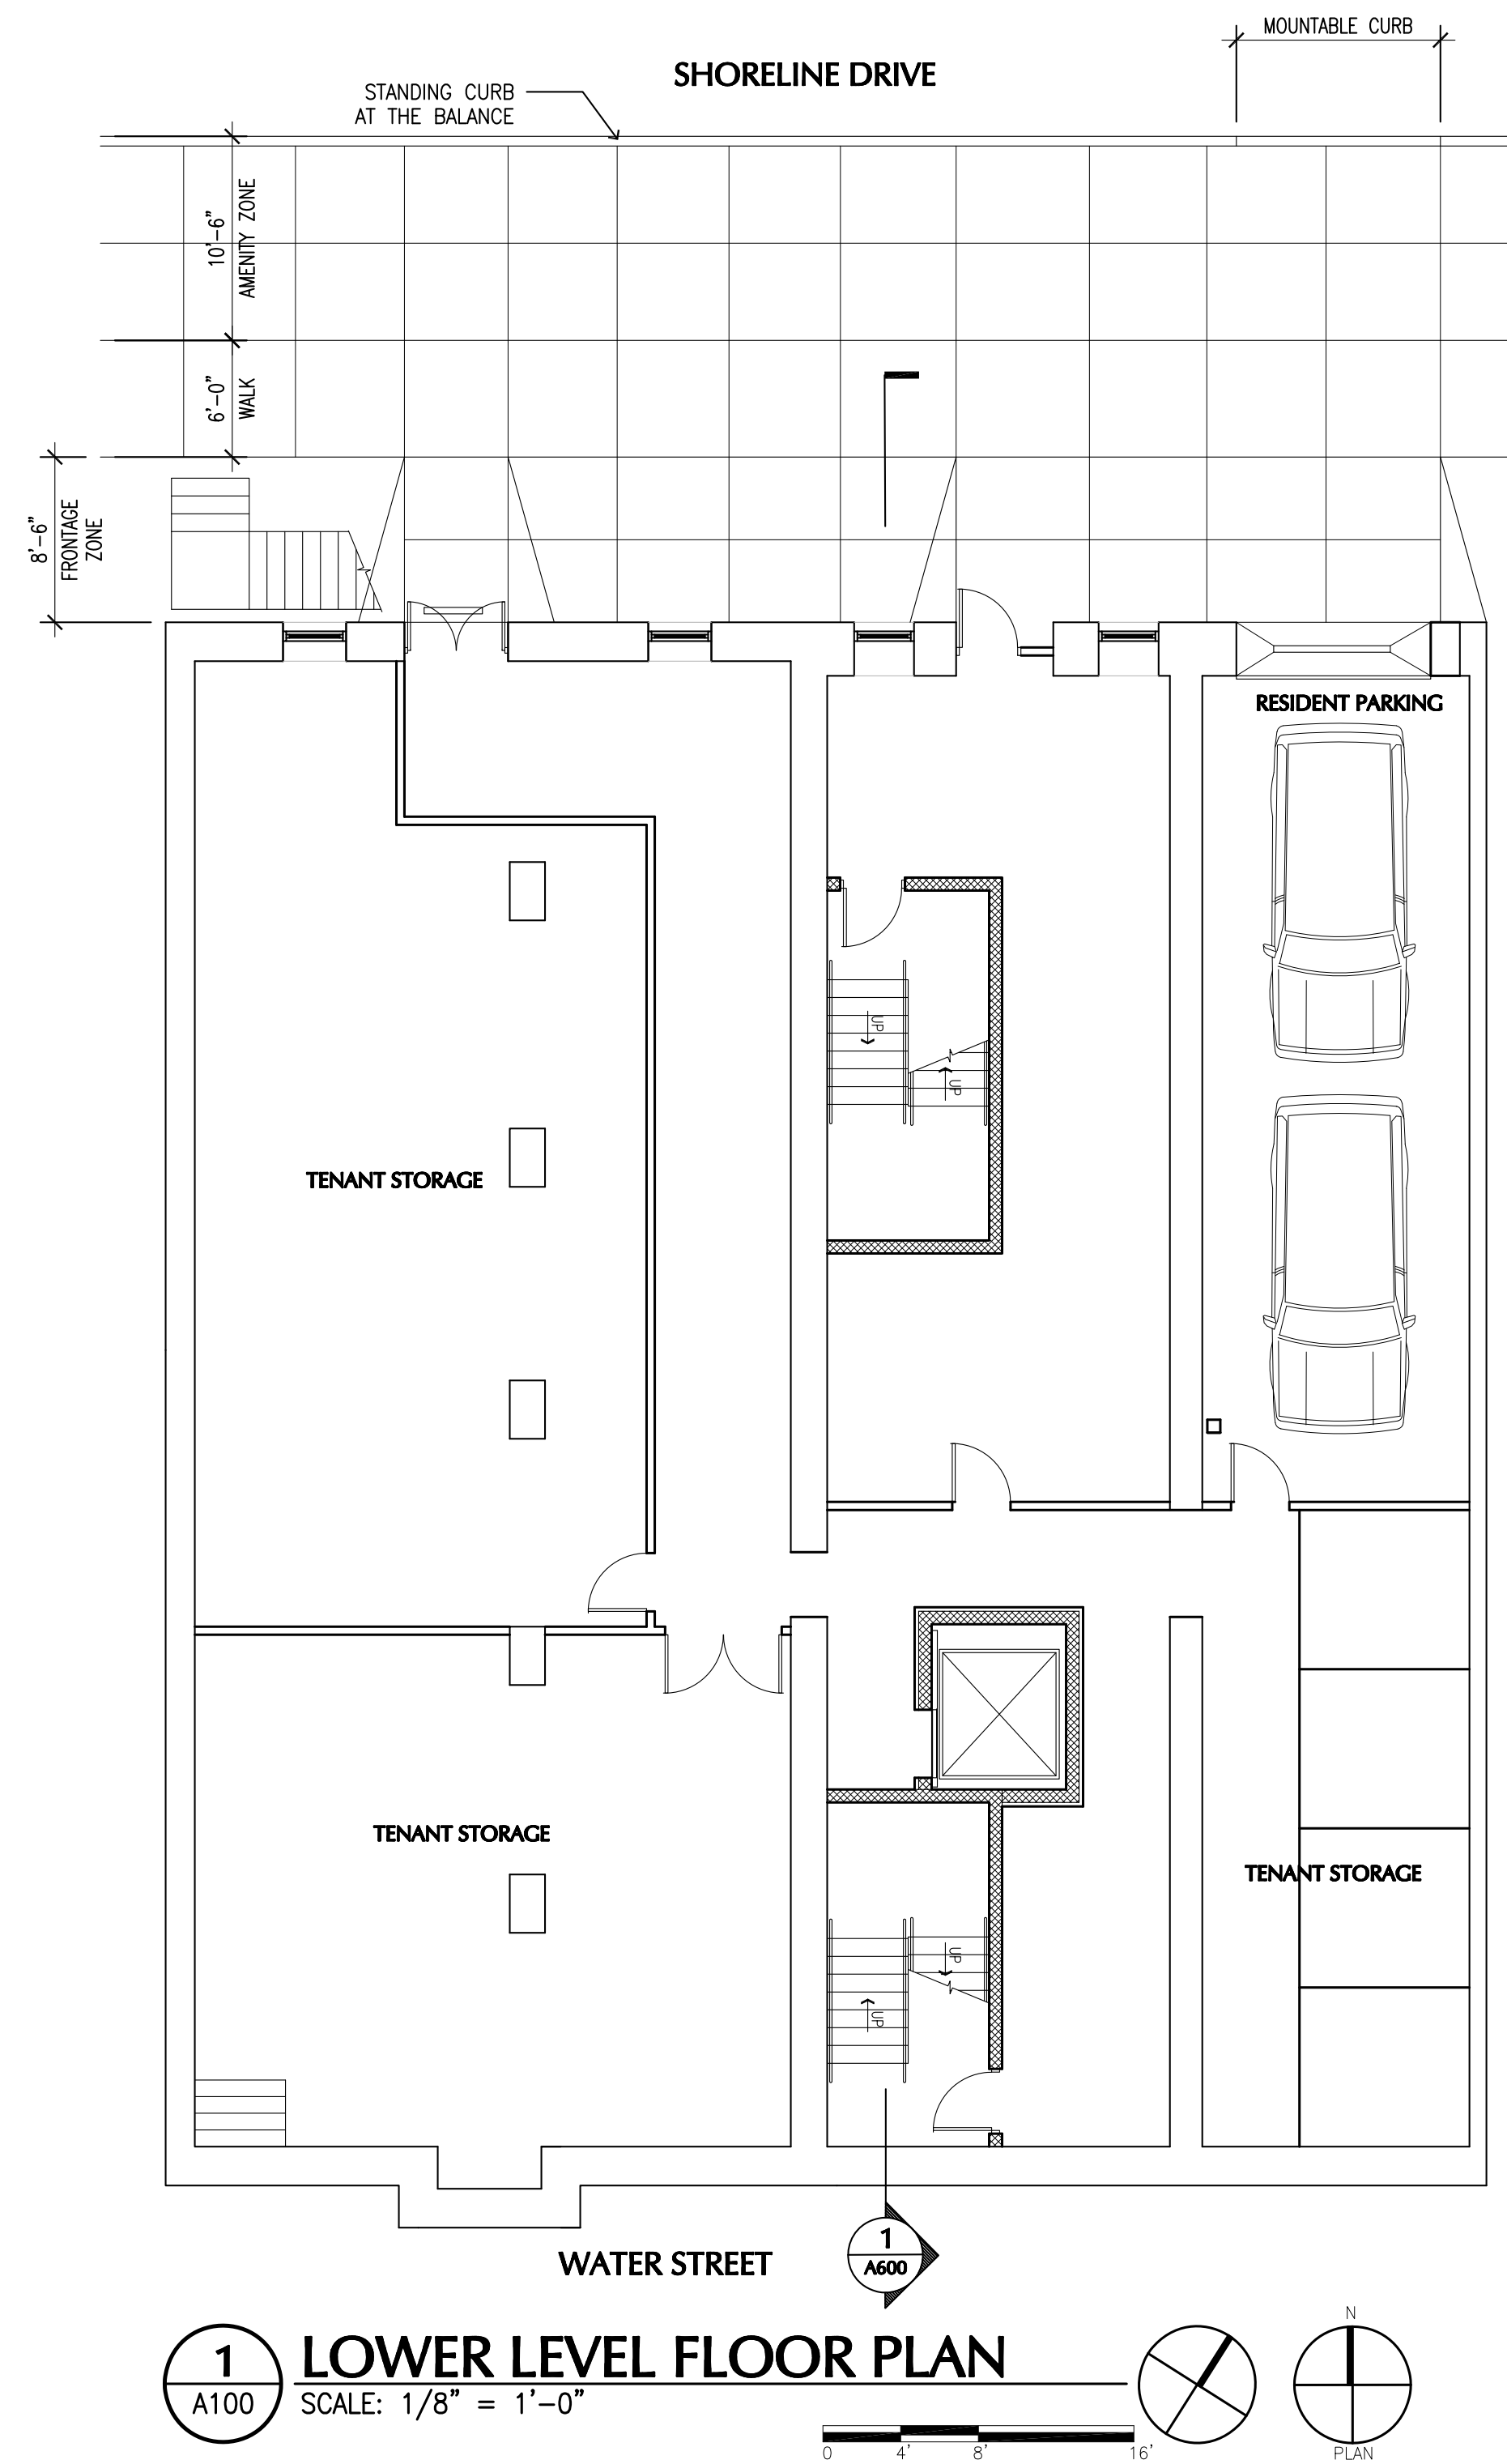 MOUNTABLE CURB
SHORELINE DRIVE
STANDING CURB
AT THE BALANCE
10'-6"
AMENITY ZONE
6'-0"
WALK
8'-6"
FRONTAGE
ZONE
RESIDENT PARKING
UP
UP
TENANT STORAGE
TENANT STORAGE
TENANT STORAGE
UP
UP
WATER STREET
1
A600
1
A100
LOWER LEVEL FLOOR PLAN
SCALE: 1/8" = 1'-0"
0 4' 8' 16'
N
PLAN